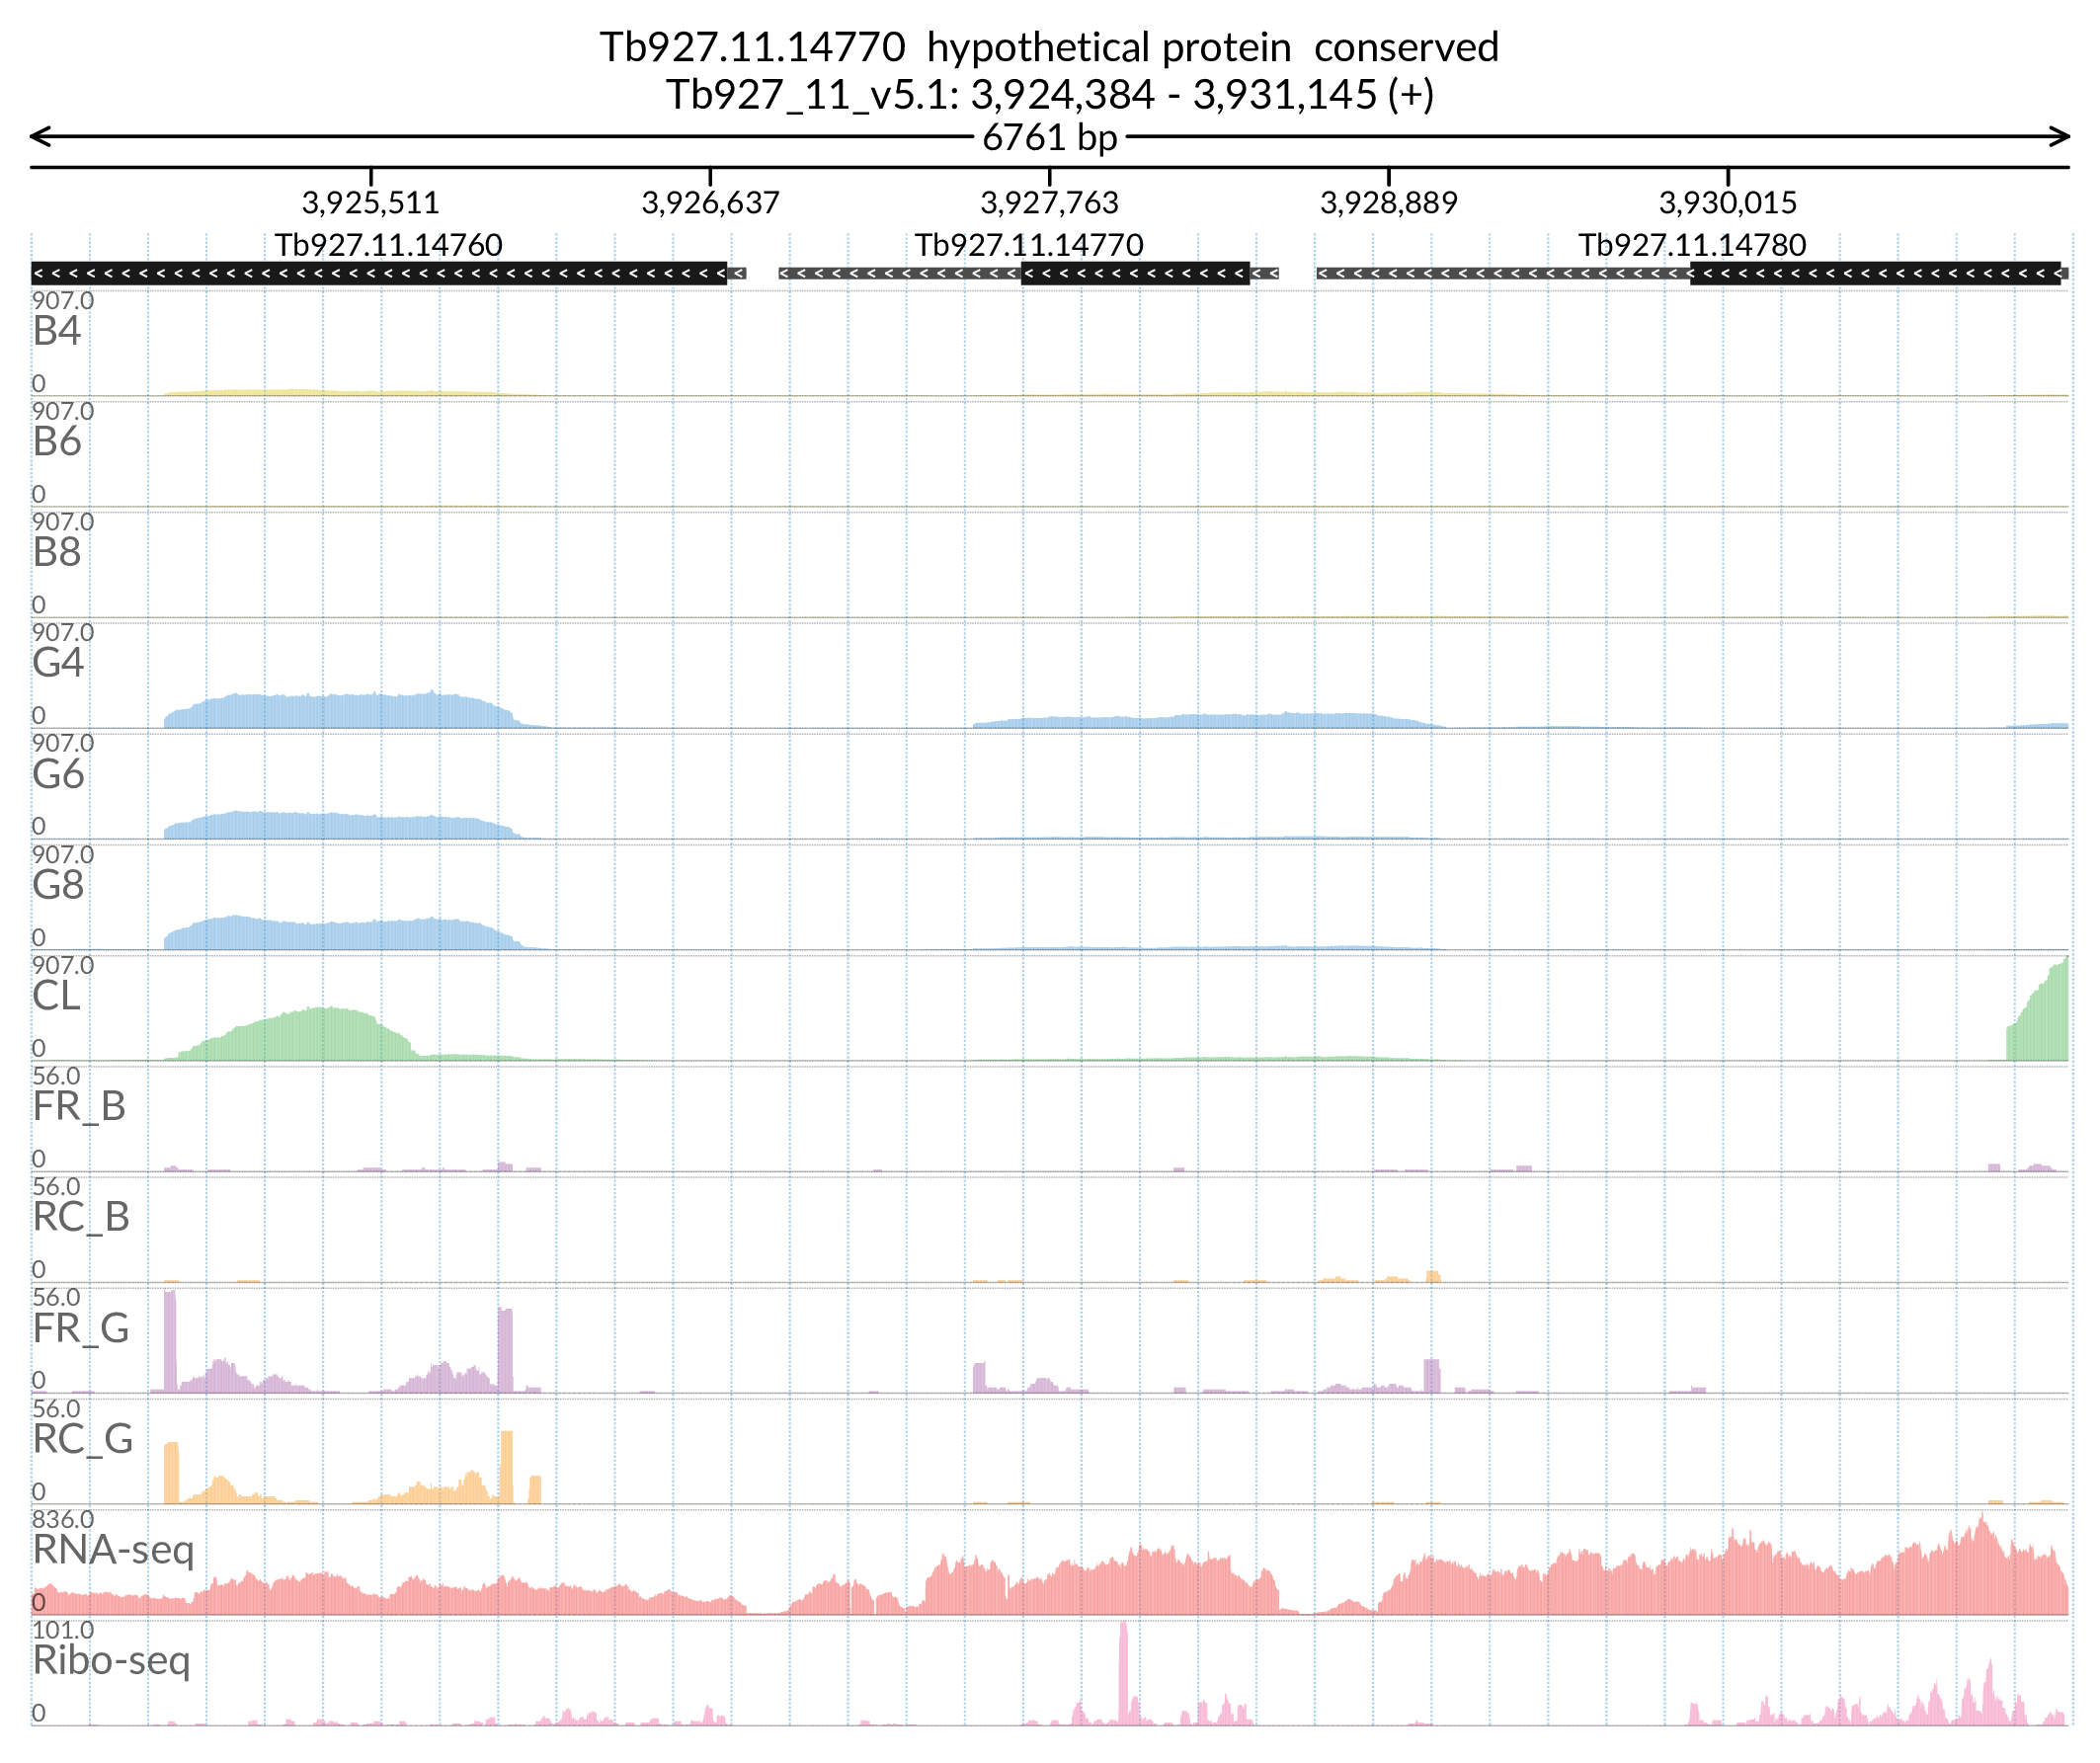 Tb927.11.14770 hypothetical protein conserved
Tb927_11_v5.1: 3,924,384 - 3,931,145 (+)
6761 bp
3,925,511 3,926,637 3,927,763 3,928,889 3,930,015
Tb927.11.14760 Tb927.11.14770 Tb927.11.14780
907.0
B4
0
907.0
B6
0
907.0
B8
0
907.0
G4
0
907.0
G6
0
907.0
G8
0
907.0
CL
0
56.0
FR_B
0
56.0
RC_B
0
56.0
FR_G
0
56.0
RC_G
0
836.0
RNA-seq
0
101.0
Ribo-seq
0